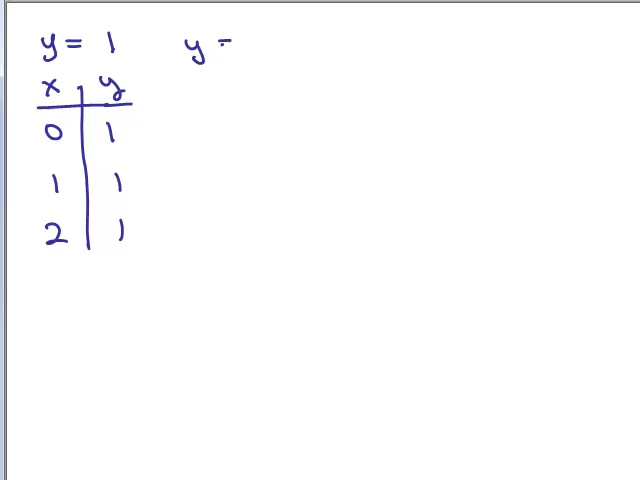 y = 1 y =
x y
0 1
1 1
2 1